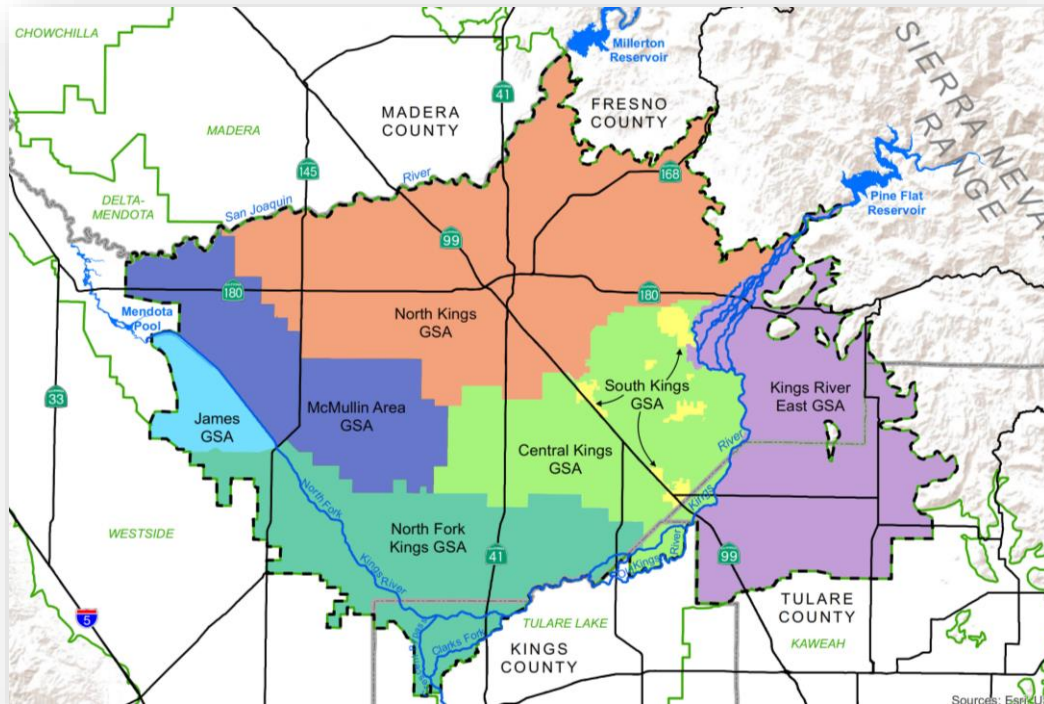 CHOWCHILLA
Millerton
Reservoir
SIERRA NEVA
RANGE
41
MADERA
COUNTY
FRESNO
COUNTY
MADERA
145
168
Pine Flat
Reservoir
DELTA-
MENDOTA
San Joaquin
River
99
180
180
North Kings
GSA
Mendota
Pool
33
James
GSA
McMullin Area
GSA
South Kings
GSA
Kings River
East GSA
Central Kings
GSA
River
Kings
North Fork
Kings
River
WESTSIDE
North Fork
Kings GSA
41
Old
Kings
River
99
5
Clarks Fork
TULARE LAKE
KINGS
COUNTY
TULARE
COUNTY
KAWEAH
Sources: Esri, U